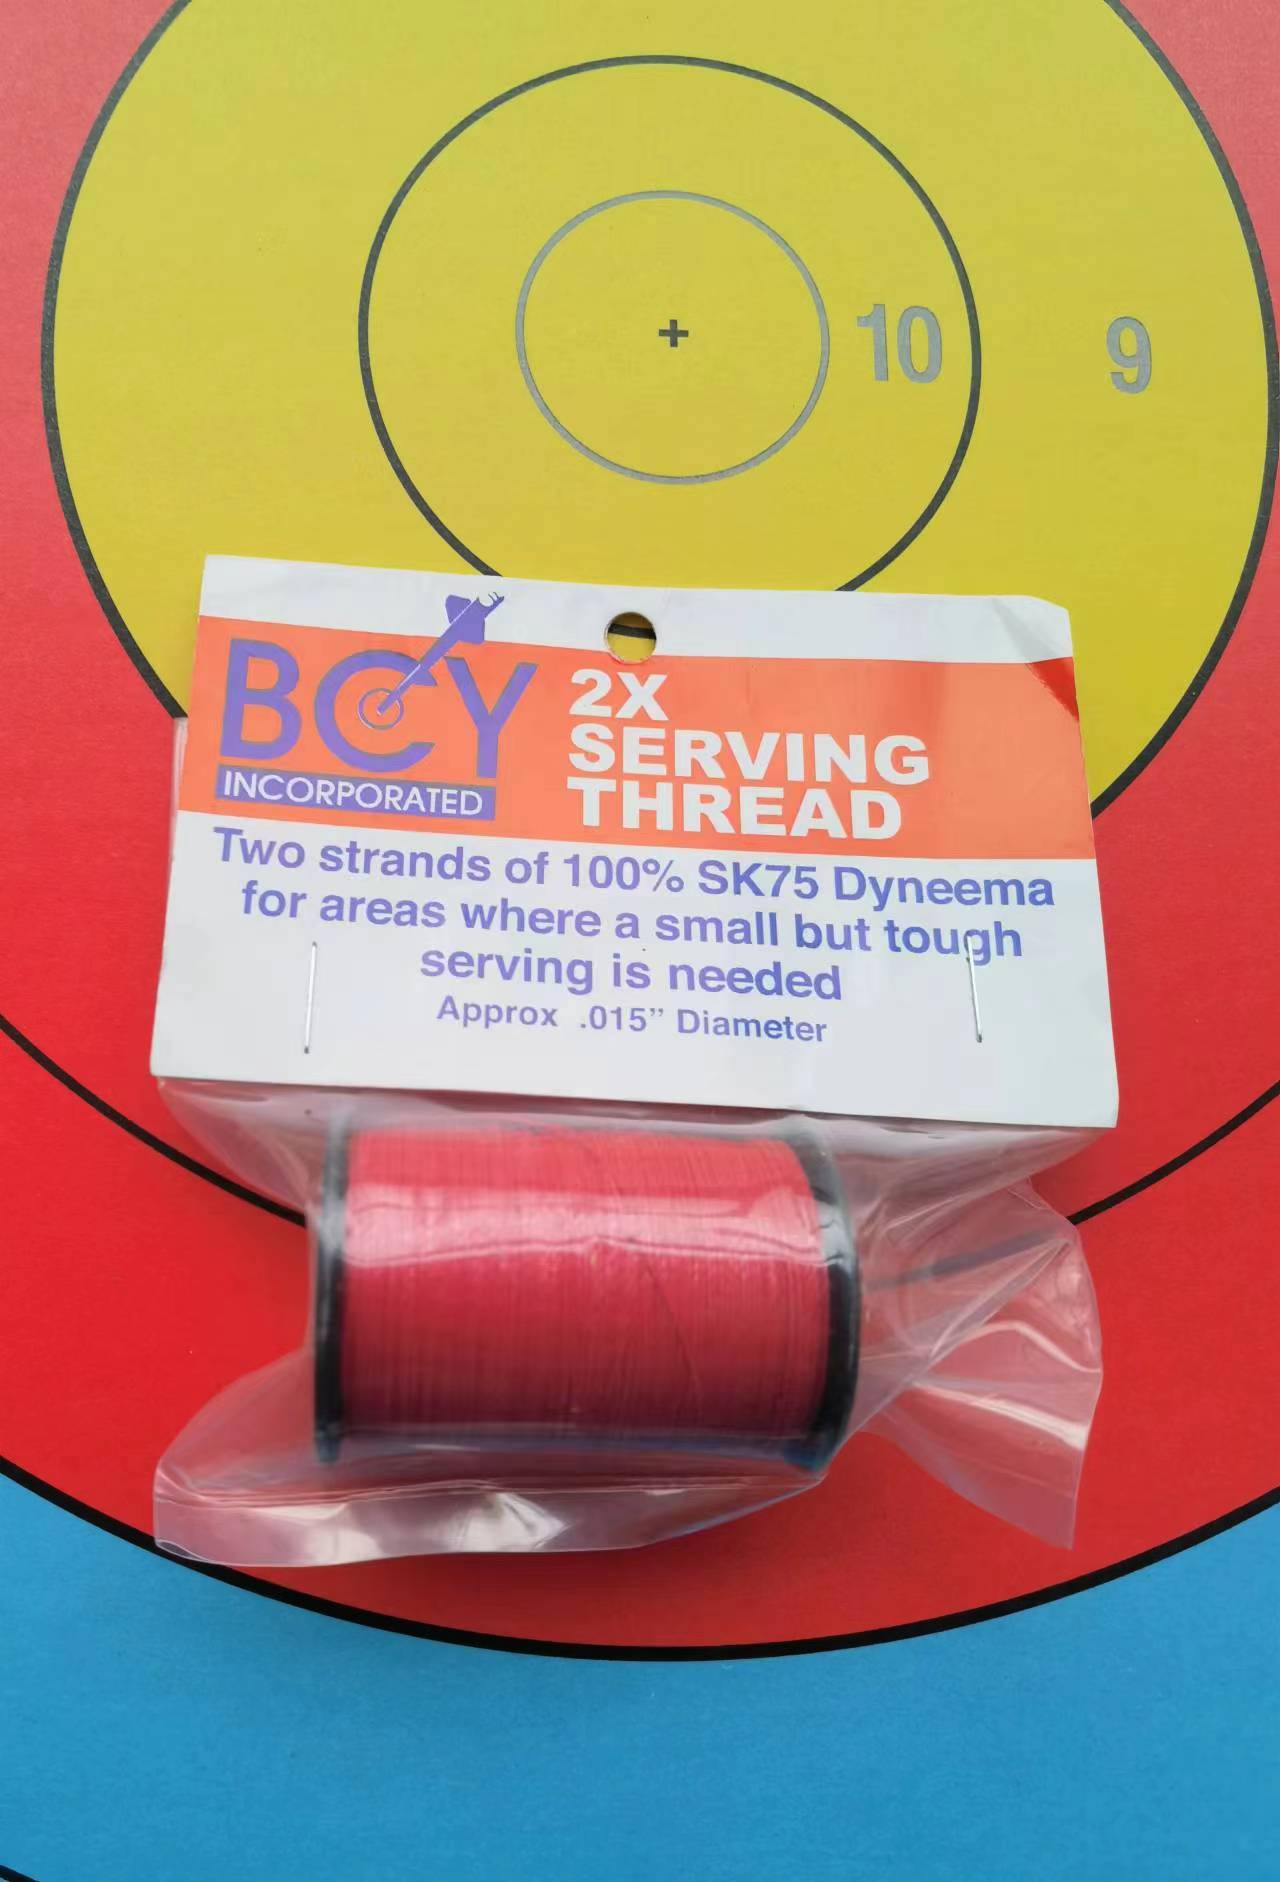 10
9
BCY
INCORPORATED
2X
SERVING
THREAD
Two strands of 100% SK75 Dyneema
for areas where a small but tough
serving is needed
Approx .015” Diameter